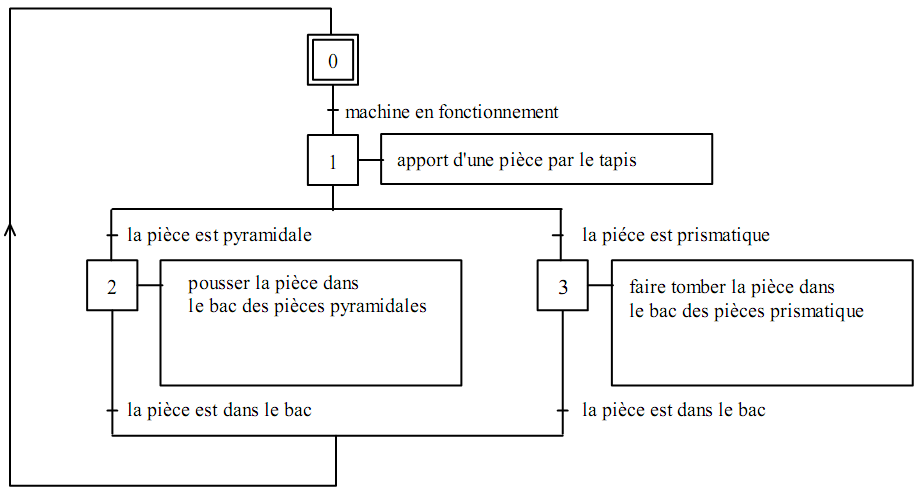 0
machine en fonctionnement
1
apport d'une pièce par le tapis
la pièce est pyramidale
la piéce est prismatique
2
pousser la pièce dans
le bac des pièces pyramidales
3
faire tomber la pièce dans
le bac des pièces prismatique
la pièce est dans le bac
la pièce est dans le bac